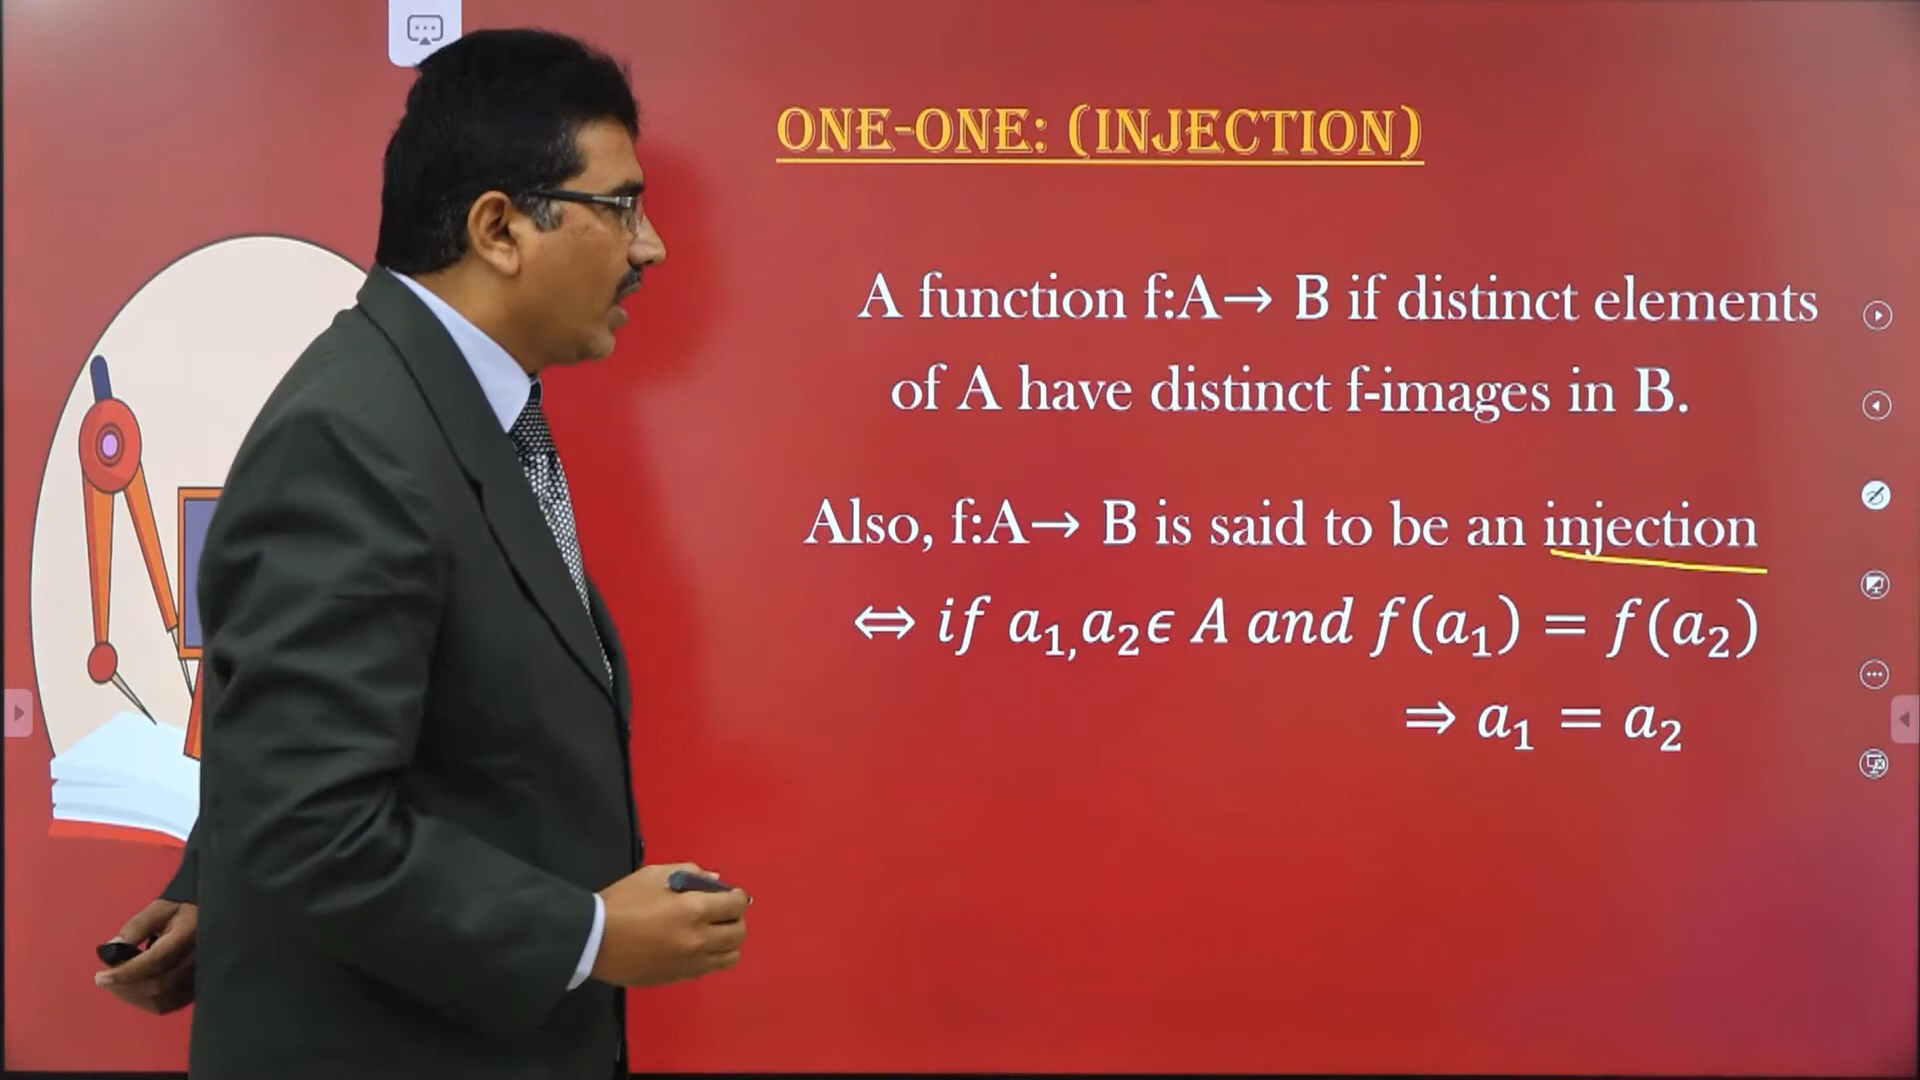 ONE-ONE: (INJECTION)
A function f:A→ B if distinct elements
of A have distinct f-images in B.
Also, f:A→ B is said to be an injection
⇔ if a₁,a₂ϵ A and f(a₁) = f(a₂)
⇒ a₁ = a₂